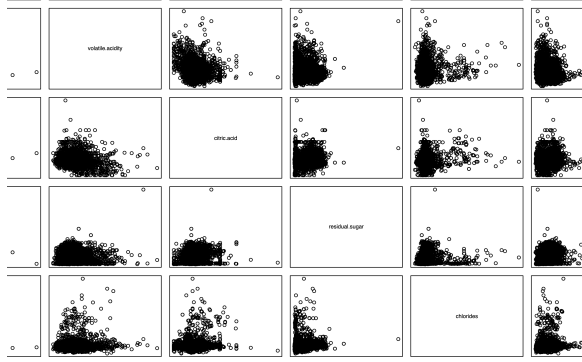 volatile.acidity
citric.acid
residual.sugar
chlorides